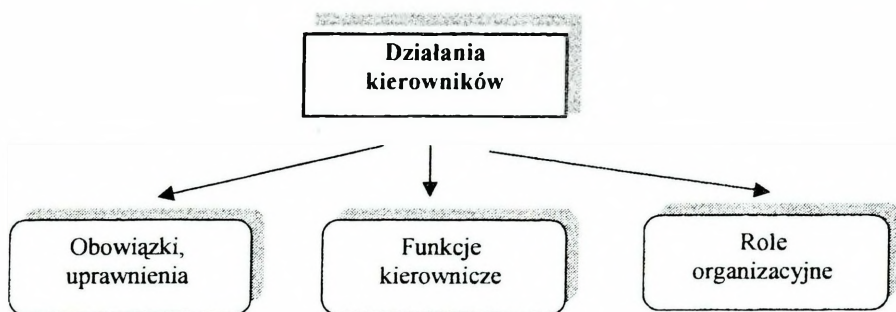 Działania
kierowników
Obowiązki,
uprawnienia
Funkcje
kierownicze
Role
organizacyjne